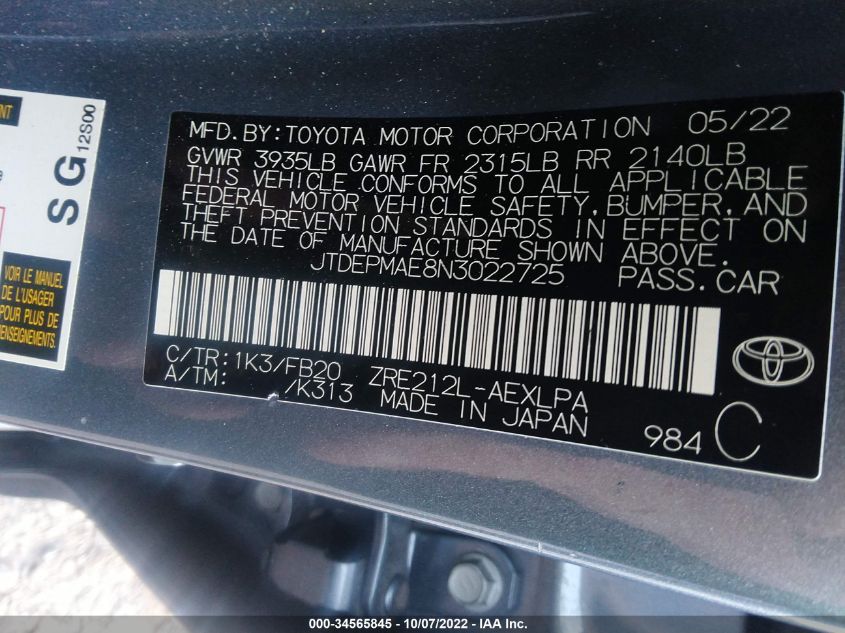 MFD.BY:TOYOTA MOTOR CORPORATION 05/22
GVWR 3935LB GAWR FR 2315LB RR 2140LB
THIS VEHICLE CONFORMS TO ALL APPLICABLE
FEDERAL MOTOR VEHICLE SAFETY, BUMPER, AND
THEFT PREVENTION STANDARDS IN EFFECT ON
THE DATE OF MANUFACTURE SHOWN ABOVE.
JTDEPMAE8N3022725 PASS.CAR
C/TR:1K3/FB20 ZRE212L-AEXLPA
A/TM: /K313 MADE IN JAPAN
984 C
SG 12S00
VOIR LE MANUEL
DE L'USAGER
POUR PLUS DE
RENSEIGNEMENTS.
000-34565845 - 10/07/2022 - IAA Inc.